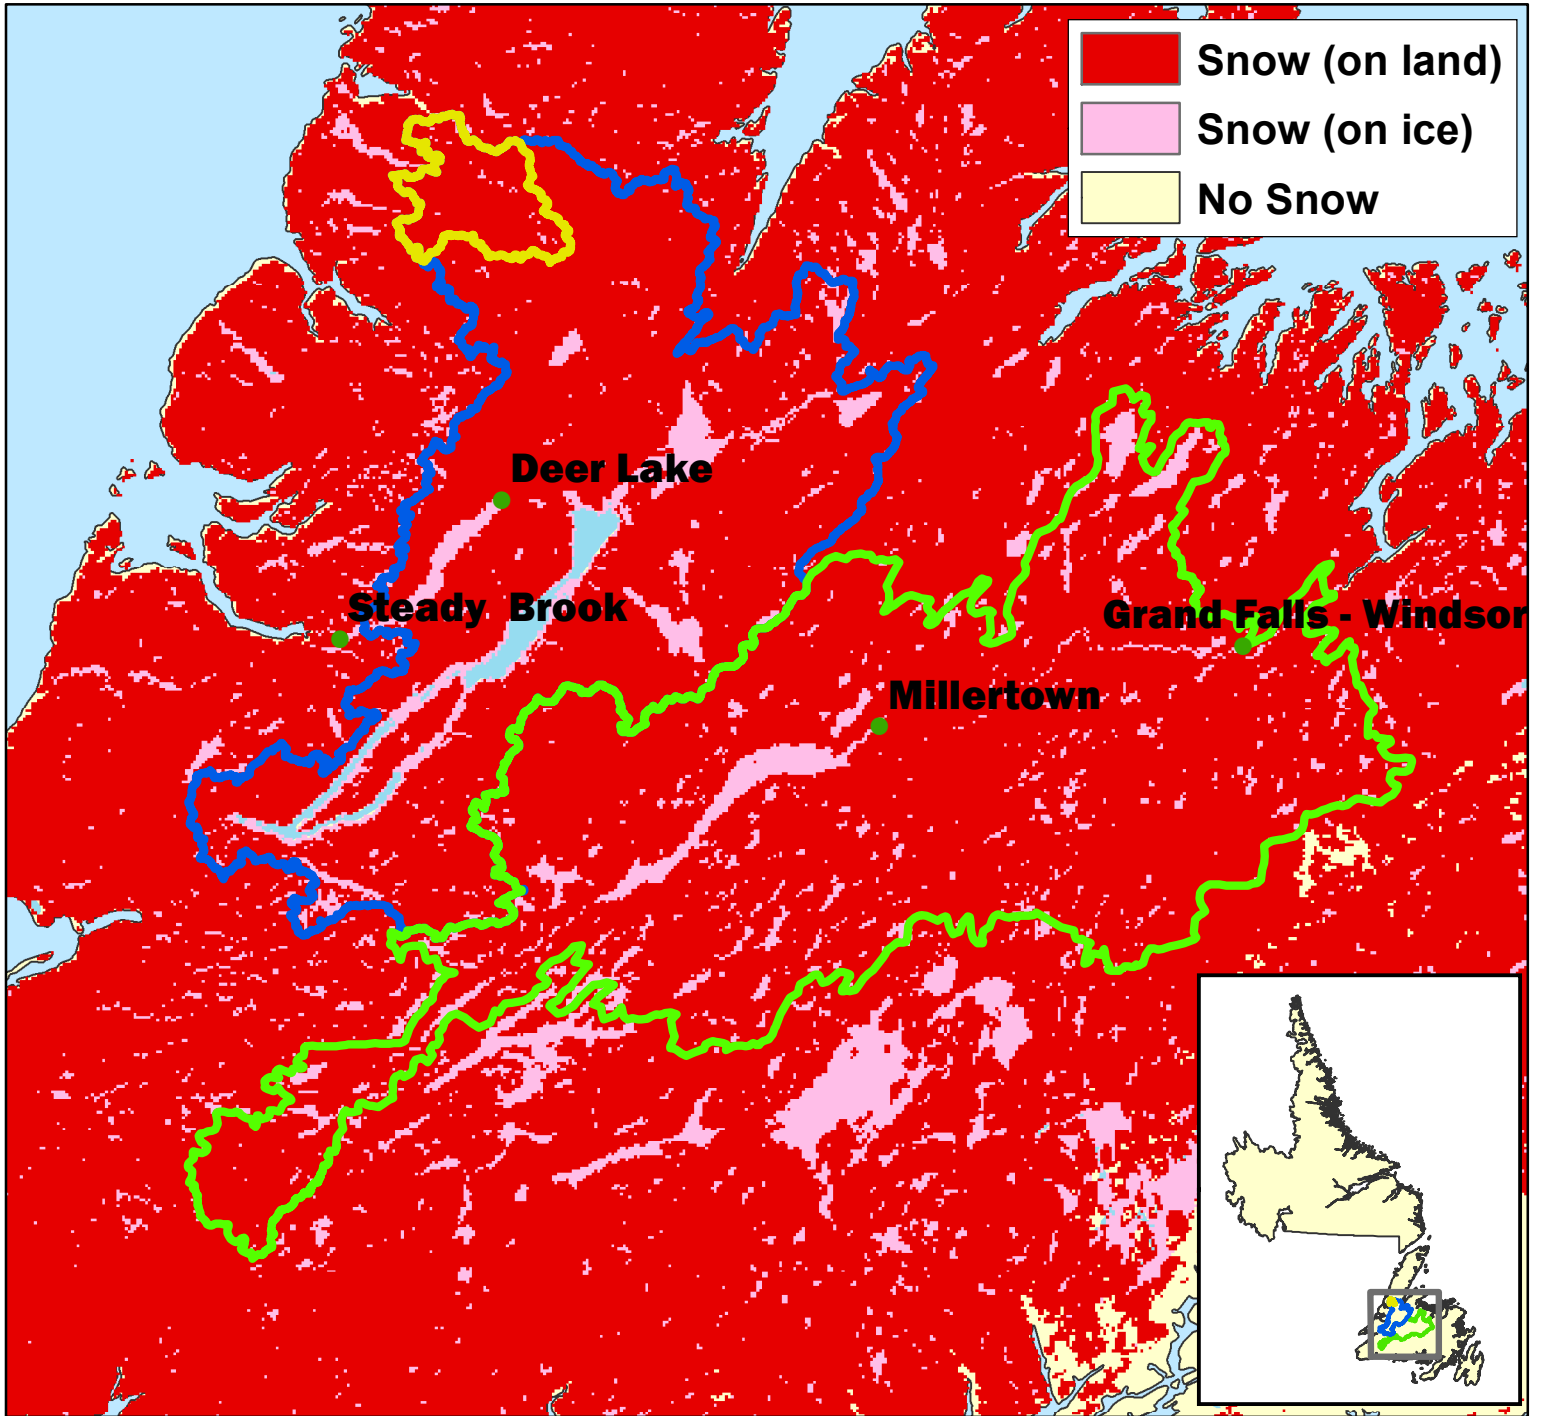 Snow (on land)
Snow (on ice)
No Snow
Deer Lake
Steady Brook
Grand Falls - Windsor
Millertown